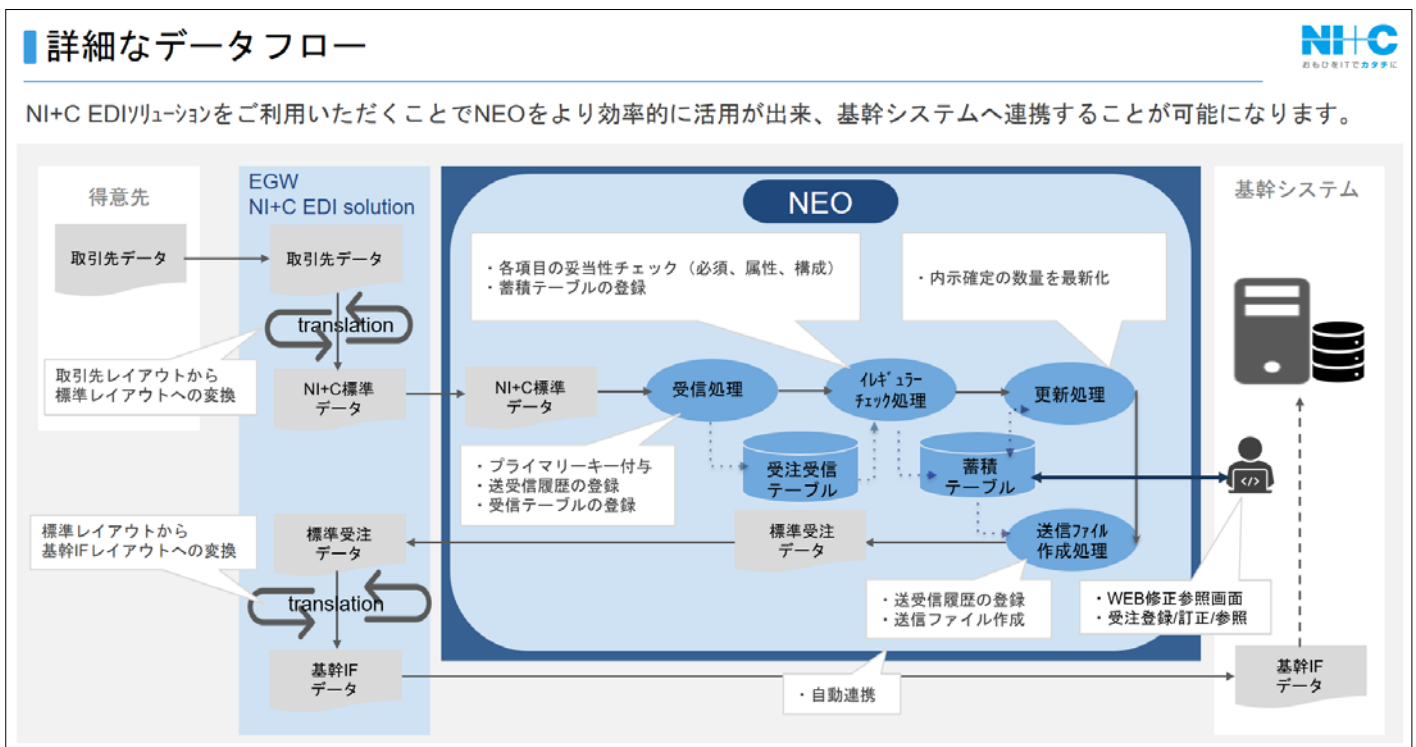 詳細なデータフロー
NI+C
おもひをITでカタチに
NI+C EDIｿﾘｭｰｼｮﾝをご利用いただくことでNEOをより効率的に活用が出来、基幹システムへ連携することが可能になります。
得意先
取引先データ
EGW
NI+C EDI solution
取引先データ
translation
取引先レイアウトから
標準レイアウトへの変換
NI+C標準
データ
NEO
・各項目の妥当性チェック（必須、属性、構成）
・蓄積テーブルの登録
・内示確定の数量を最新化
NI+C標準
データ
受信処理
ｲﾚｷﾞｭﾗｰ
ﾁｪｯｸ処理
更新処理
・プライマリーキー付与
・送受信履歴の登録
・受信テーブルの登録
受注受信
テーブル
蓄積
テーブル
標準レイアウトから
基幹IFレイアウトへの変換
標準受注
データ
標準受注
データ
送信ﾌｧｲﾙ
作成処理
translation
・送受信履歴の登録
・送信ファイル作成
・WEB修正参照画面
・受注登録/訂正/参照
基幹IF
データ
・自動連携
基幹システム
</>
基幹IF
データ